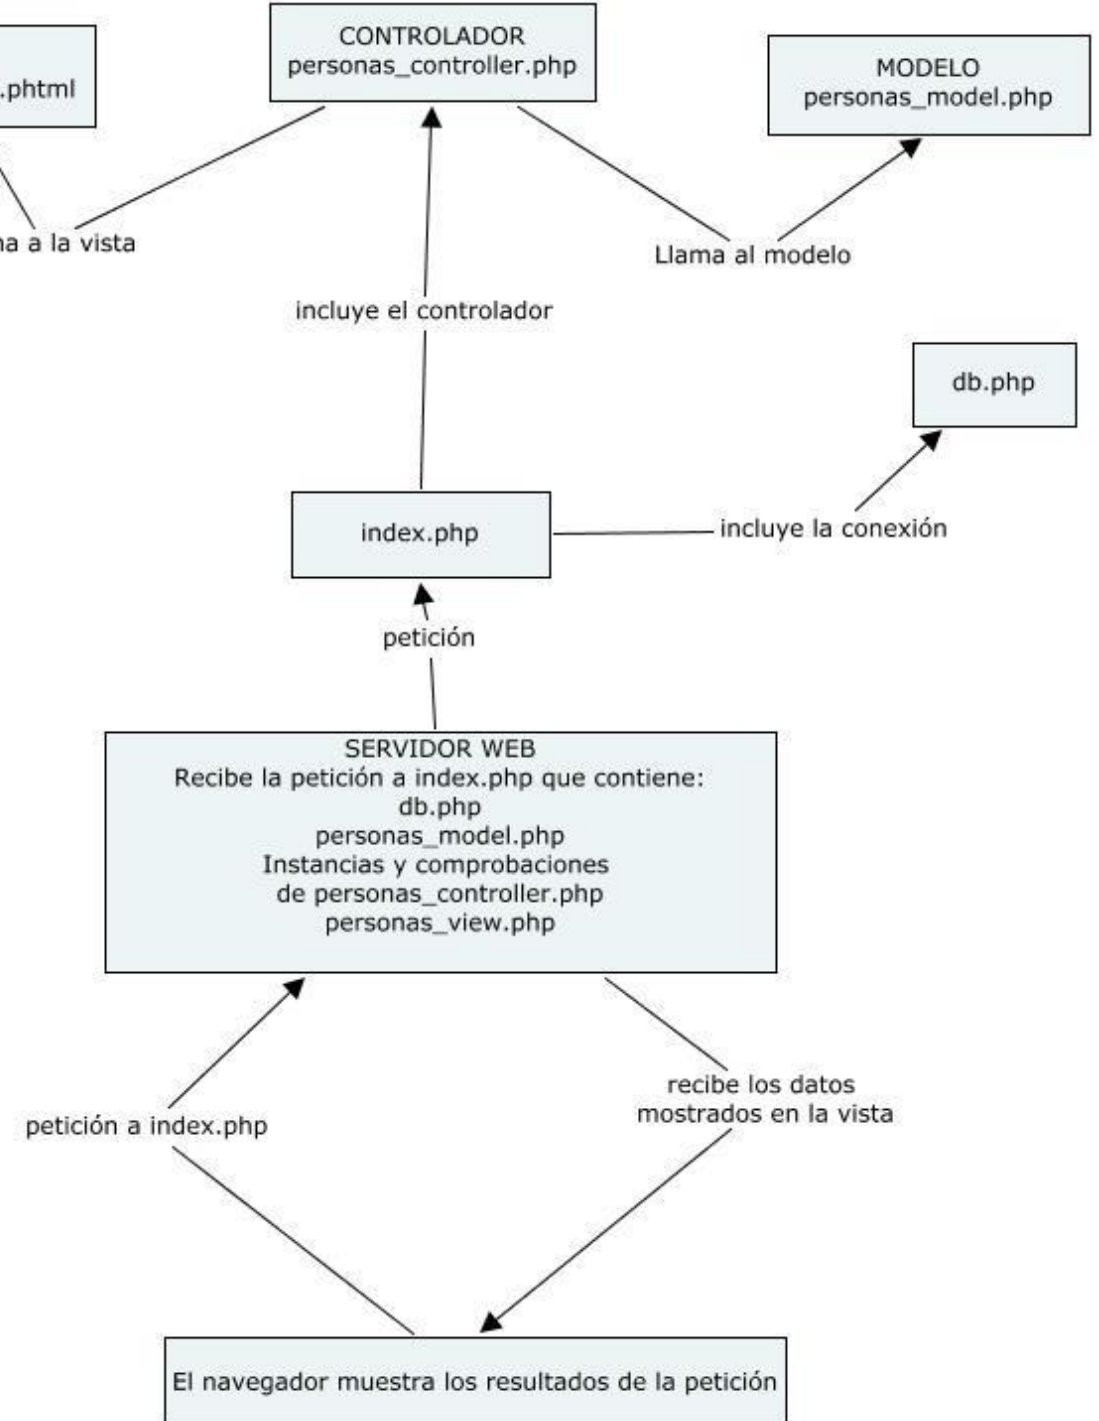 CONTROLADOR
personas_controller.php
.phtml
MODELO
personas_model.php
a a la vista
Llama al modelo
incluye el controlador
db.php
index.php
incluye la conexión
petición
SERVIDOR WEB
Recibe la petición a index.php que contiene:
db.php
personas_model.php
Instancias y comprobaciones
de personas_controller.php
personas_view.php
recibe los datos
mostrados en la vista
petición a index.php
El navegador muestra los resultados de la petición